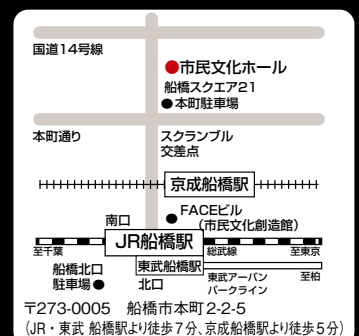 国道14号線
●市民文化ホール
船橋スクエア21
●本町駐車場
本町通り
スクランブル
交差点
京成船橋駅
●FACEビル
(市民文化創造館)
南口
JR船橋駅
至千葉
総武線
至東京
船橋北口
駐車場●
東武船橋駅
北口
東武アーバン
パークライン
至柏
〒273-0005 船橋市本町2-2-5
(JR・東武 船橋駅より徒歩7分、京成船橋駅より徒歩5分)